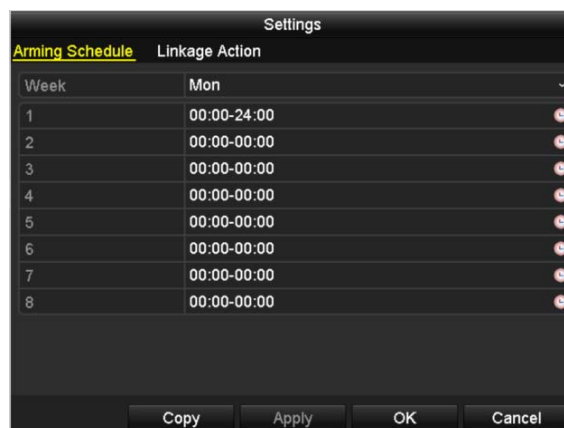 Settings
Arming Schedule Linkage Action
Week Mon
1 00:00-24:00
2 00:00-00:00
3 00:00-00:00
4 00:00-00:00
5 00:00-00:00
6 00:00-00:00
7 00:00-00:00
8 00:00-00:00
Copy Apply OK Cancel